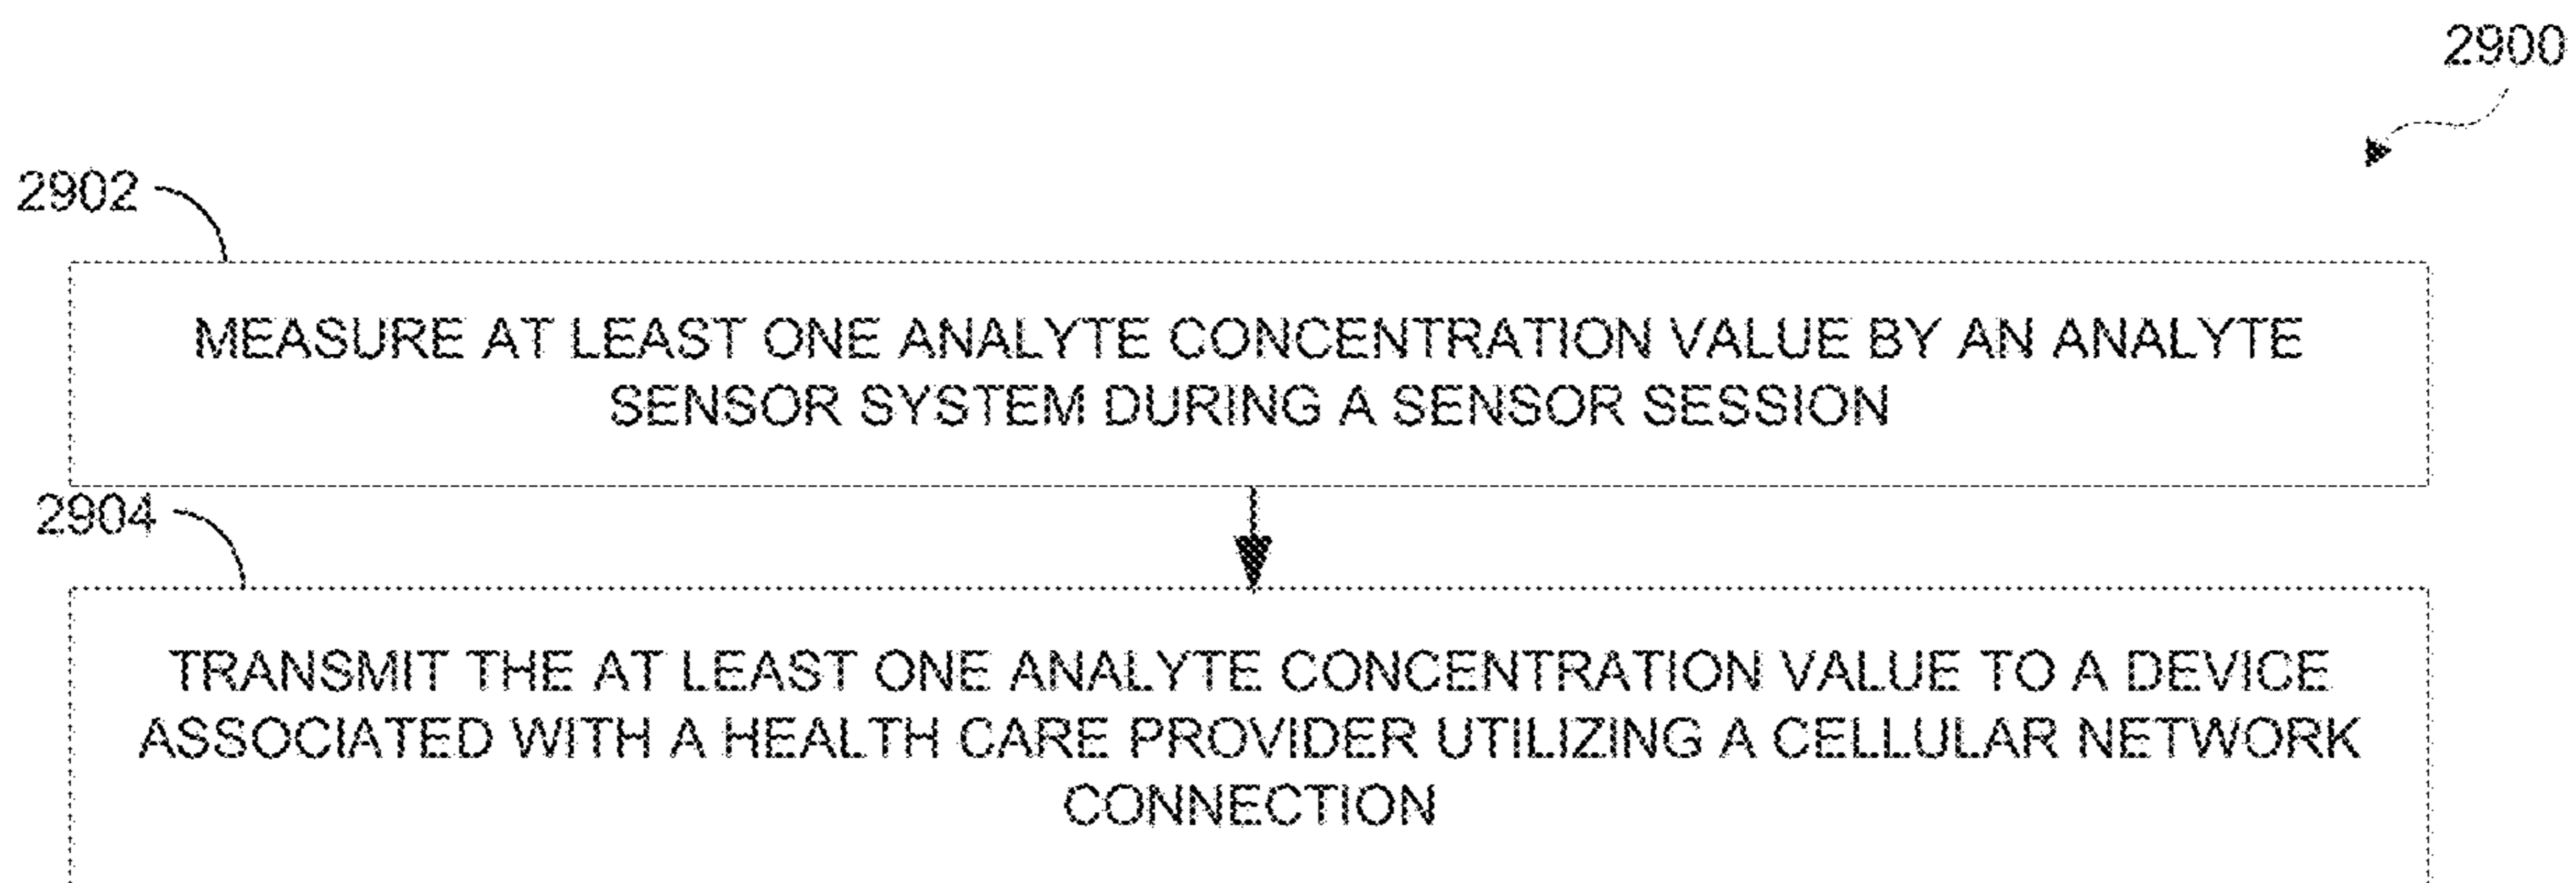 2900
2902
MEASURE AT LEAST ONE ANALYTE CONCENTRATION VALUE BY AN ANALYTE
SENSOR SYSTEM DURING A SENSOR SESSION
2904
TRANSMIT THE AT LEAST ONE ANALYTE CONCENTRATION VALUE TO A DEVICE
ASSOCIATED WITH A HEALTH CARE PROVIDER UTILIZING A CELLULAR NETWORK
CONNECTION